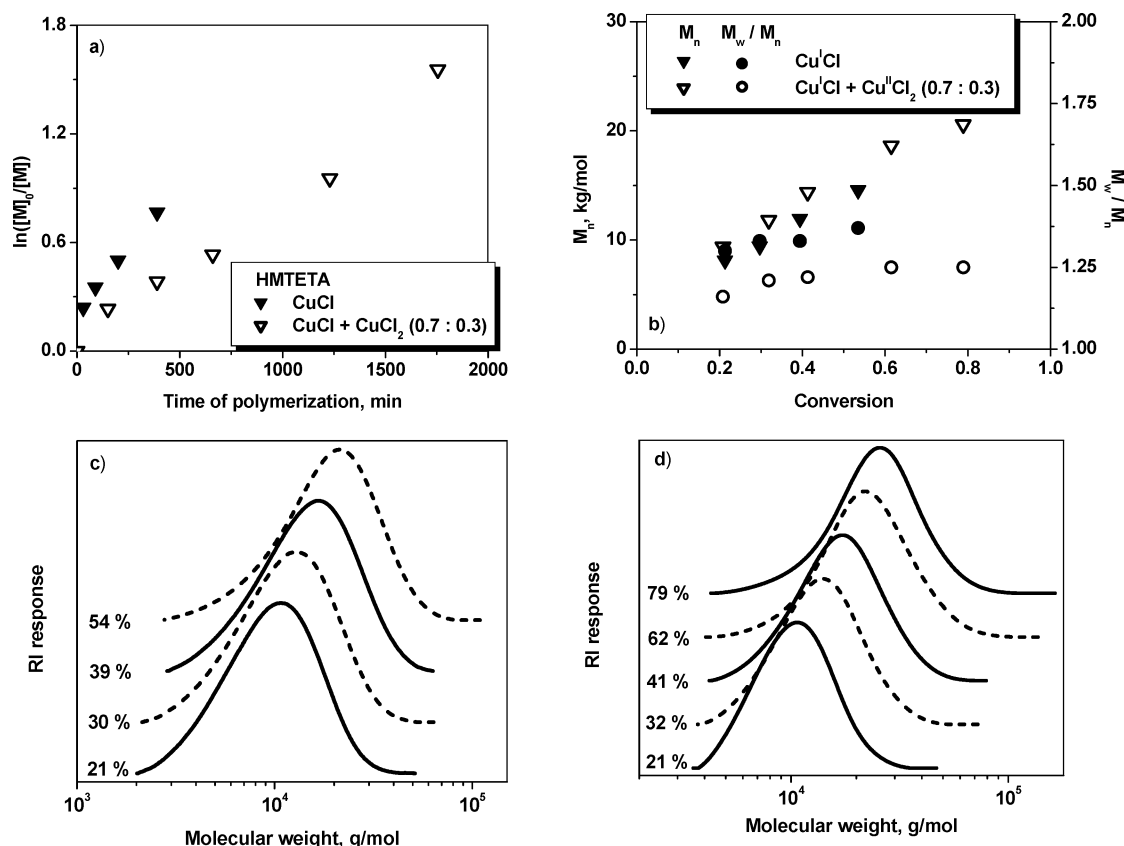 a)
1.8
1.2
0.6
0.0
ln([M]₀/[M])
0 500 1000 1500 2000
Time of polymerization, min
HMTETA
CuCl
CuCl + CuCl₂ (0.7 : 0.3)
b)
30
20
10
0
Mₙ, kg/mol
Mₙ M_w / Mₙ
CuᴵCl
CuᴵCl + CuᴵᴵCl₂ (0.7 : 0.3)
2.00
1.75
1.50
1.25
1.00
M_w / Mₙ
0.0 0.2 0.4 0.6 0.8 1.0
Conversion
c)
RI response
54 %
39 %
30 %
21 %
10³ 10⁴ 10⁵
Molecular weight, g/mol
d)
RI response
79 %
62 %
41 %
32 %
21 %
10⁴ 10⁵
Molecular weight, g/mol